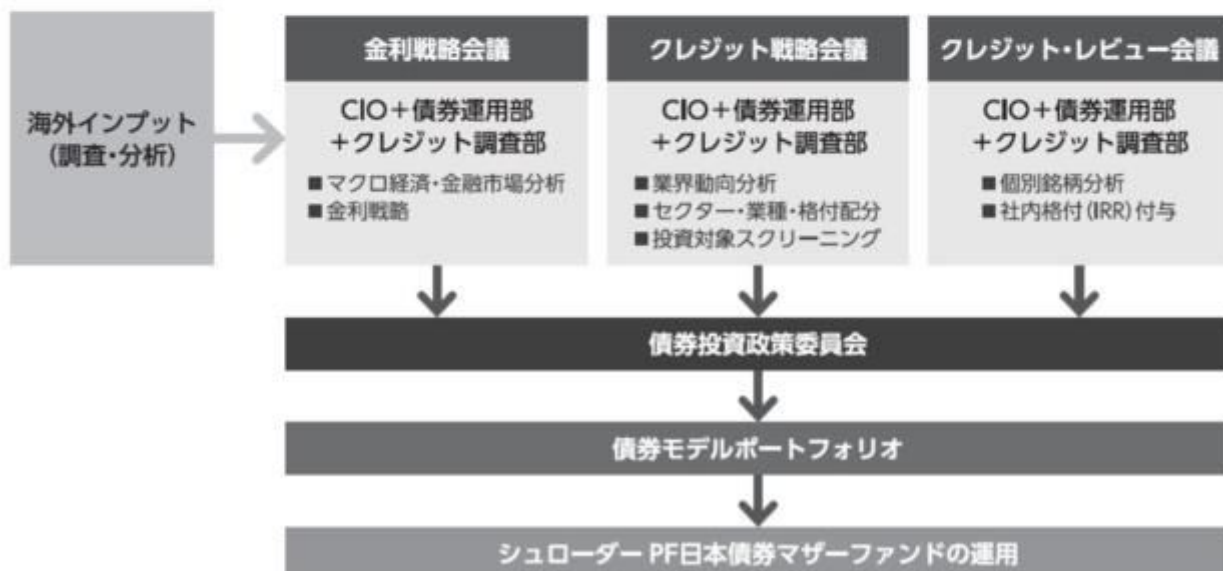 海外インプット
（調査・分析）
金利戦略会議
CIO＋債券運用部
＋クレジット調査部
■マクロ経済・金融市場分析
■金利戦略
クレジット戦略会議
CIO＋債券運用部
＋クレジット調査部
■業界動向分析
■セクター・業種・格付配分
■投資対象スクリーニング
クレジット・レビュー会議
CIO＋債券運用部
＋クレジット調査部
■個別銘柄分析
■社内格付（IRR）付与
債券投資政策委員会
債券モデルポートフォリオ
シュローダー PF日本債券マザーファンドの運用